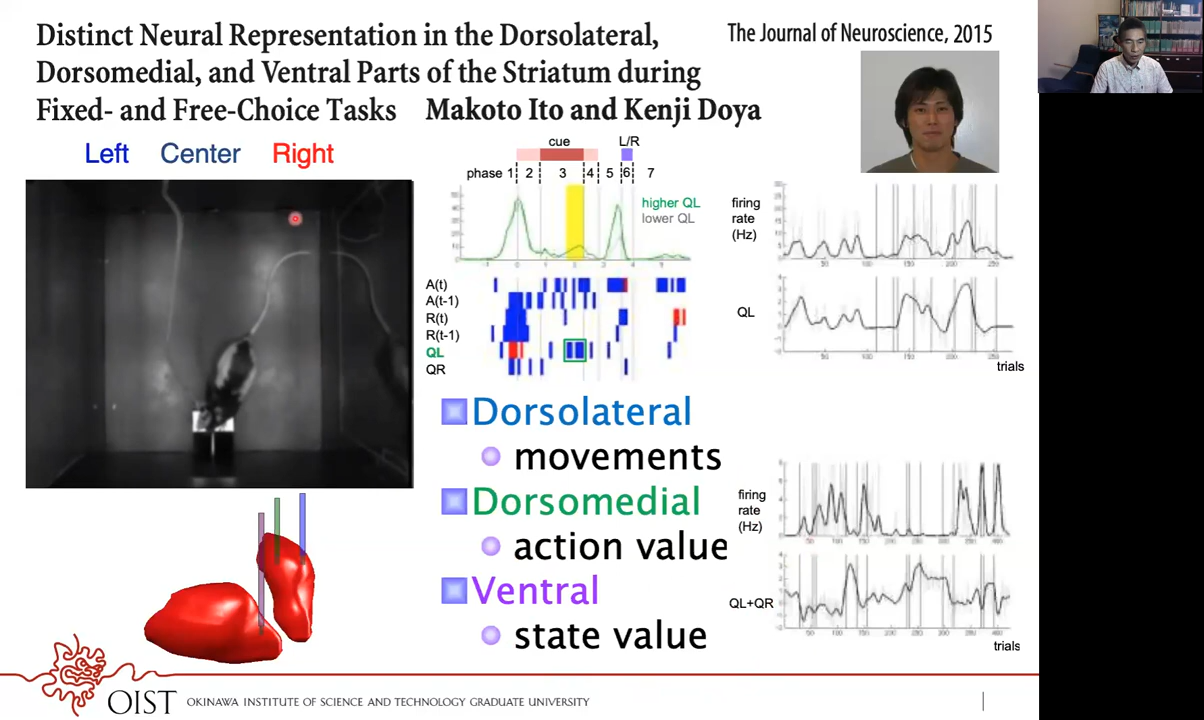 Distinct Neural Representation in the Dorsolateral,
Dorsomedial, and Ventral Parts of the Striatum during
Fixed- and Free-Choice Tasks Makoto Ito and Kenji Doya
The Journal of Neuroscience, 2015
Left Center Right
cue L/R
phase 1 2 3 4 5 6 7
higher QL
lower QL
A(t)
A(t-1)
R(t)
R(t-1)
QL
QR
firing
rate
(Hz)
QL
trials
Dorsolateral
movements
Dorsomedial
action value
Ventral
state value
firing
rate
(Hz)
QL+QR
trials
OIST OKINAWA INSTITUTE OF SCIENCE AND TECHNOLOGY GRADUATE UNIVERSITY